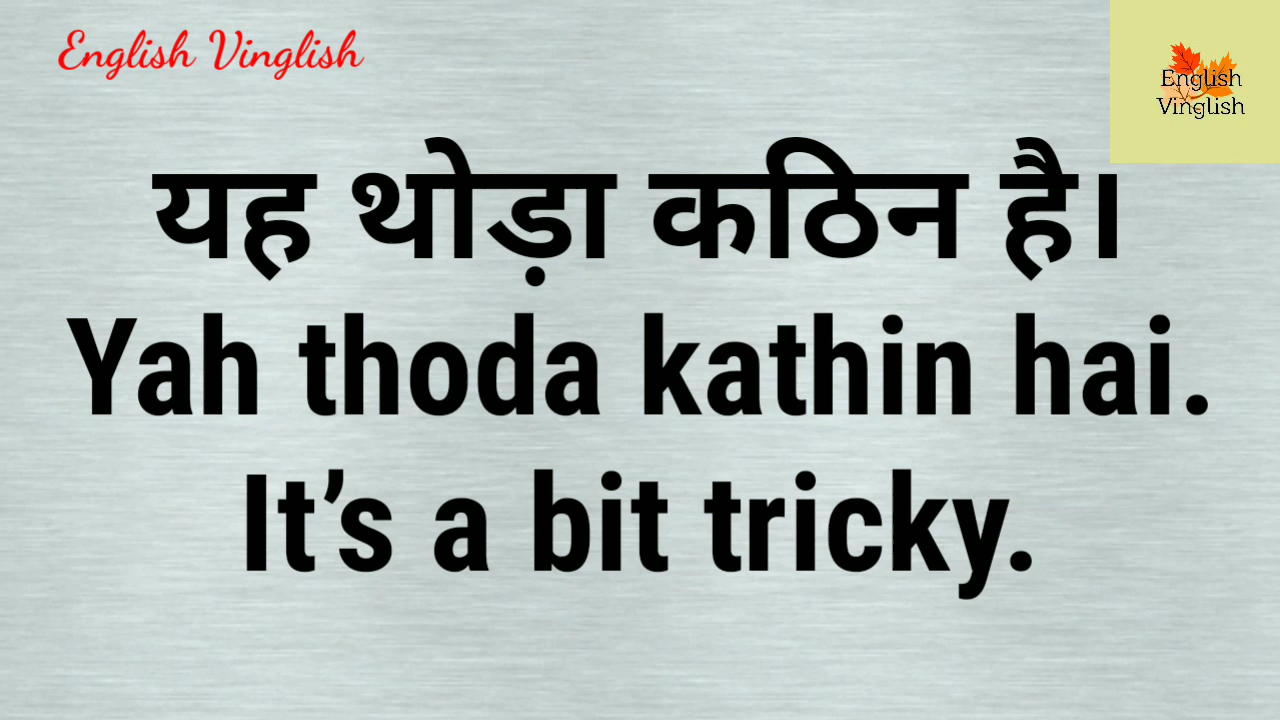 English Vinglish
English
Vinglish
यह थोड़ा कठिन है।
Yah thoda kathin hai.
It’s a bit tricky.